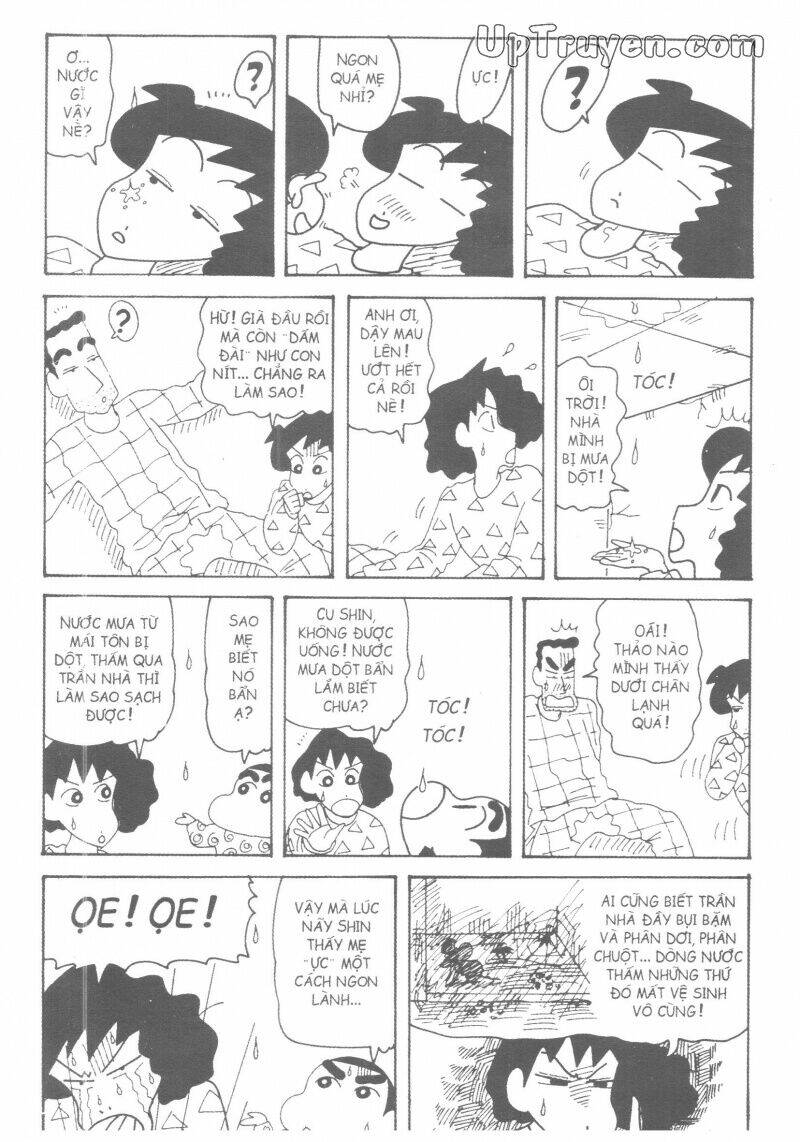 UpTruyen.com
?
ỰC!
NGON
QUÁ MẸ
NHỈ?
?
Ơ...
NƯỚC
GÌ
VẬY
NÈ?
TÓC!
ÔI
TRỜI!
NHÀ
MÌNH
BỊ MƯA
DỘT!
ANH ƠI,
DẬY MAU
LÊN!
ƯỚT HẾT
CẢ RỒI
NÈ!
HỪ! GIÀ ĐẦU RỒI
MÀ CÒN "DẤM
ĐÀI" NHƯ CON
NÍT... CHẲNG RA
LÀM SAO!
?
OÁI!
THẢO NÀO
MÌNH THẤY
DƯỚI CHÂN
LẠNH
QUÁ!
CU SHIN,
KHÔNG ĐƯỢC
UỐNG! NƯỚC
MƯA DỘT BẨN
LẮM BIẾT
CHƯA?
TÓC!
TÓC!
SAO
MẸ
BIẾT
NÓ
BẨN
Ạ?
NƯỚC MƯA TỪ
MÁI TÔN BỊ
DỘT, THẤM QUA
TRẦN NHÀ THÌ
LÀM SAO SẠCH
ĐƯỢC!
AI CŨNG BIẾT TRẦN
NHÀ ĐẦY BỤI BẶM
VÀ PHÂN DƠI, PHÂN
CHUỘT... DÒNG NƯỚC
THẤM NHỮNG THỨ
ĐÓ MẤT VỆ SINH
VÔ CÙNG!
VẬY MÀ LÚC
NÃY SHIN
THẤY MẸ
"ỰC" MỘT
CÁCH NGON
LÀNH...
ỌE! ỌE!